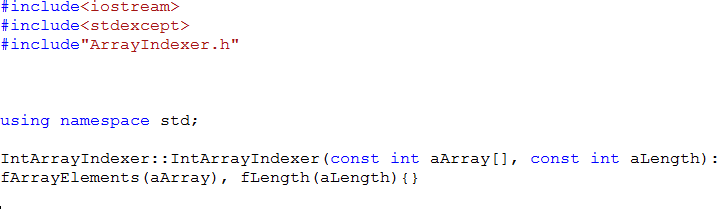 #include<iostream>
#include<stdexcept>
#include"ArrayIndexer.h"
using namespace std;
IntArrayIndexer::IntArrayIndexer(const int aArray[], const int aLength):
fArrayElements(aArray), fLength(aLength){}